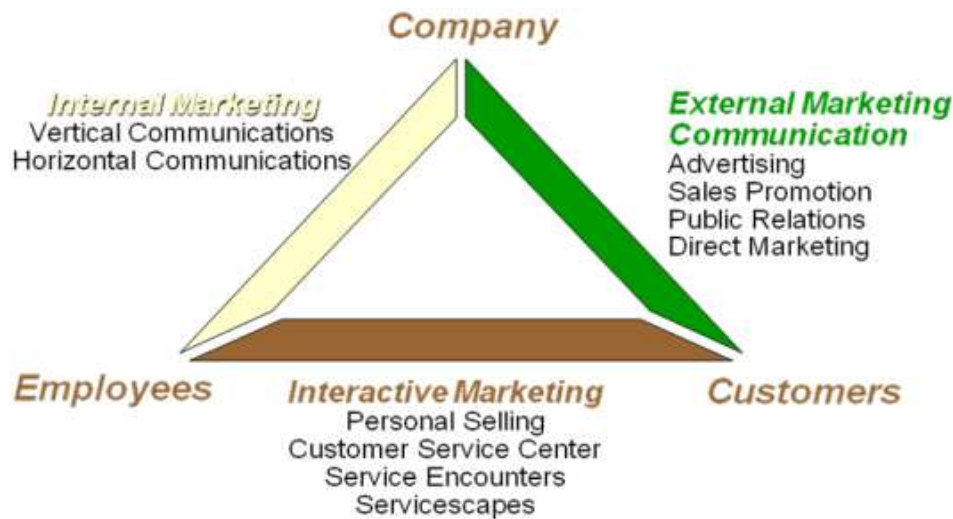 Company
Internal Marketing
Vertical Communications
Horizontal Communications
External Marketing
Communication
Advertising
Sales Promotion
Public Relations
Direct Marketing
Employees
Interactive Marketing
Personal Selling
Customer Service Center
Service Encounters
Servicescapes
Customers